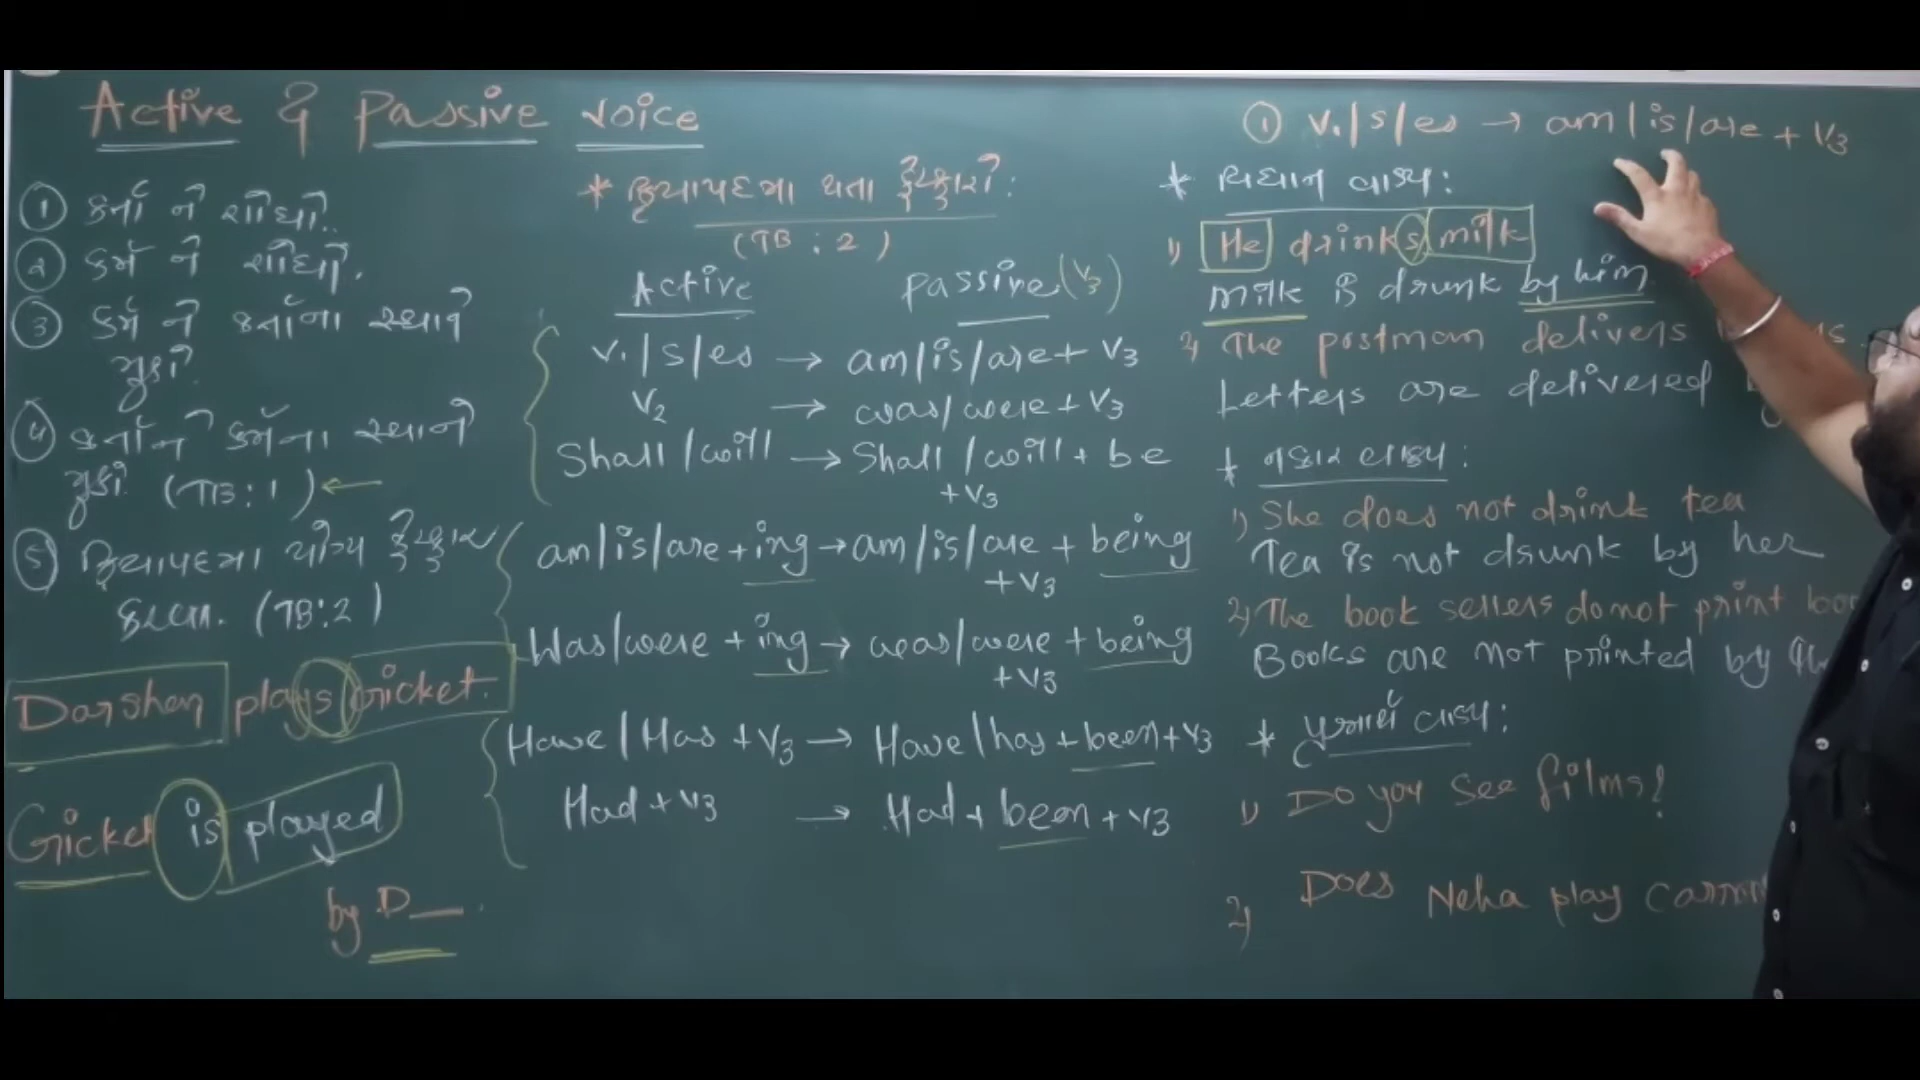 Active & Passive voice
① કર્તા ને શોધો.
② કર્મ ને શોધો.
③ કર્મ ને કર્તાના સ્થાને
મુકો.
④ કર્તાને કર્મના સ્થાને
મુકો (TB:1) ←
⑤ ક્રિયાપદમા યોગ્ય ફેરફાર
કરવા. (TB:2)
Darshan plays cricket.
Cricket is played
by D__.
* ક્રિયાપદમા થતા ફેરફારો:
(TB : 2)
Active Passive (V3)
V1/s/es → am/is/are + V3
V2 → was/were + V3
Shall/will → Shall/will + be
+V3
am/is/are + ing → am/is/are + being
+V3
Was/were + ing → was/were + being
+V3
Have/Has + V3 → Have/has + been + V3
Had + V3 → Had + been + V3
① V1/s/es → am/is/are + V3
* વાક્ય:
1) He drinks milk
Milk is drunk by him.
2) The postman delivers
Letters are delivered
* નકાર વાક્ય:
1) She does not drink tea
Tea is not drunk by her
2) The book sellers do not print
Books are not printed by
* પ્રશ્નાર્થ વાક્ય:
1) Do you see films?
2) Does Neha play